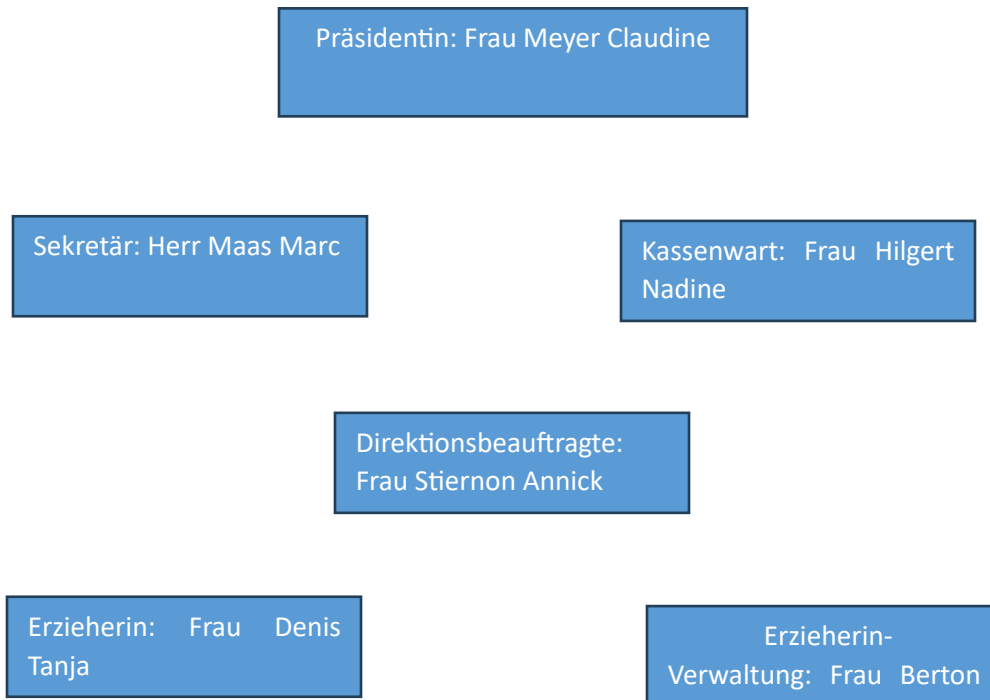 Präsidentin: Frau Meyer Claudine
Sekretär: Herr Maas Marc
Kassenwart: Frau Hilgert
Nadine
Direktionsbeauftragte:
Frau Stiernon Annick
Erzieherin: Frau Denis
Tanja
Erzieherin-
Verwaltung: Frau Berton